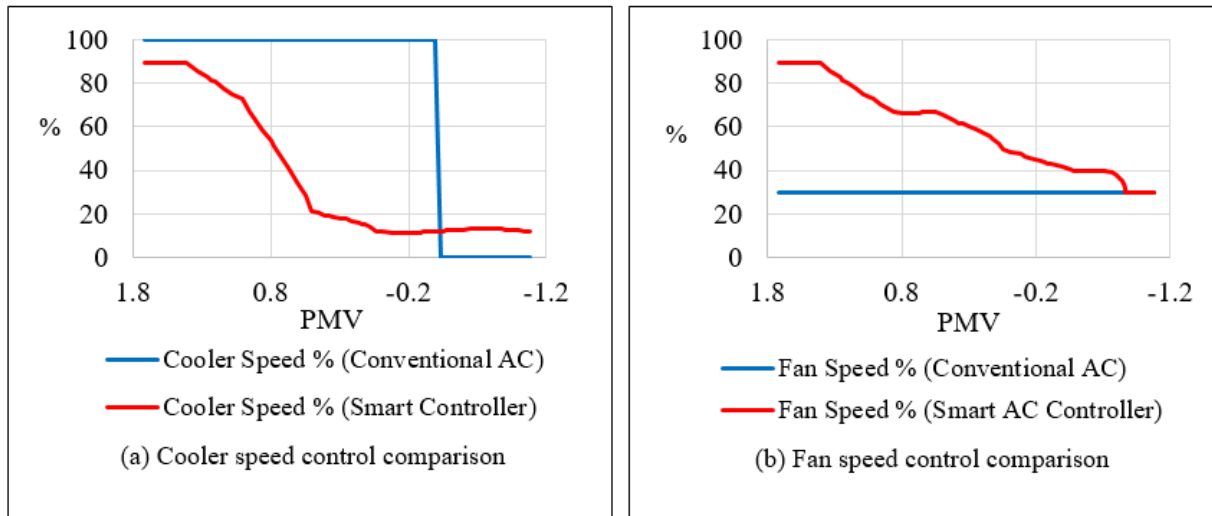 100
80
60
40
20
0
%
1.8 0.8 -0.2 -1.2
PMV
Cooler Speed % (Conventional AC)
Cooler Speed % (Smart Controller)
(a) Cooler speed control comparison
100
80
60
40
20
0
%
1.8 0.8 -0.2 -1.2
PMV
Fan Speed % (Conventional AC)
Fan Speed % (Smart AC Controller)
(b) Fan speed control comparison